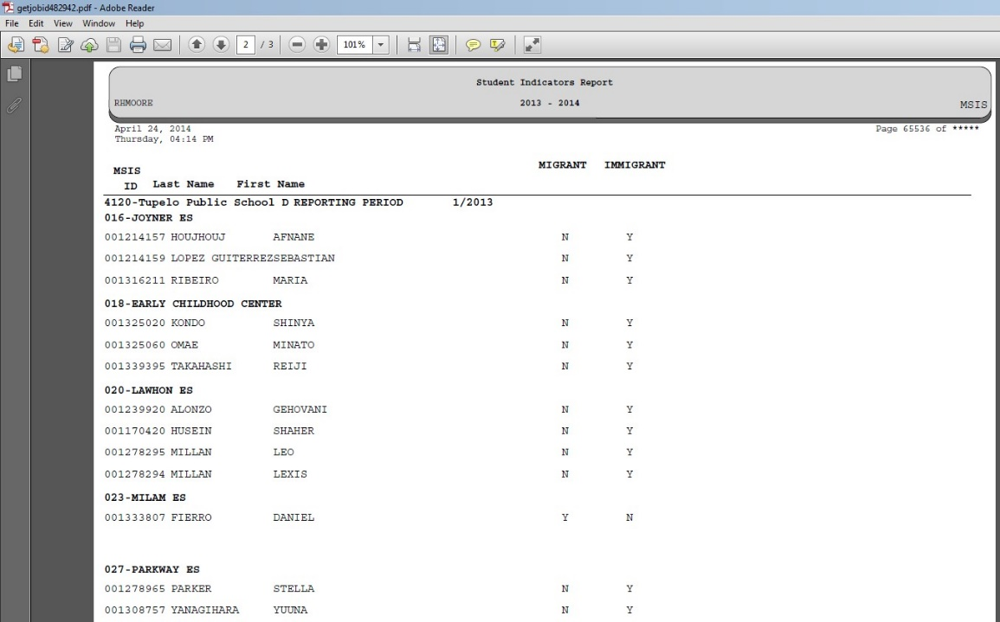 getjobid482942.pdf - Adobe Reader
File Edit View Window Help
2 / 3 101%
Student Indicators Report
RHMOORE 2013 - 2014 MSIS
April 24, 2014 Page 65536 of *****
Thursday, 04:14 PM
MIGRANT IMMIGRANT
MSIS
ID Last Name First Name
4120-Tupelo Public School D REPORTING PERIOD 1/2013
016-JOYNER ES
001214157 HOUJHOUJ AFNANE N Y
001214159 LOPEZ GUITERREZSEBASTIAN N Y
001316211 RIBEIRO MARIA N Y
018-EARLY CHILDHOOD CENTER
001325020 KONDO SHINYA N Y
001325060 OMAE MINATO N Y
001339395 TAKAHASHI REIJI N Y
020-LAWHON ES
001239920 ALONZO GEHOVANI N Y
001170420 HUSEIN SHAHER N Y
001278295 MILLAN LEO N Y
001278294 MILLAN LEXIS N Y
023-MILAM ES
001333807 FIERRO DANIEL Y N
027-PARKWAY ES
001278965 PARKER STELLA N Y
001308757 YANAGIHARA YUUNA N Y